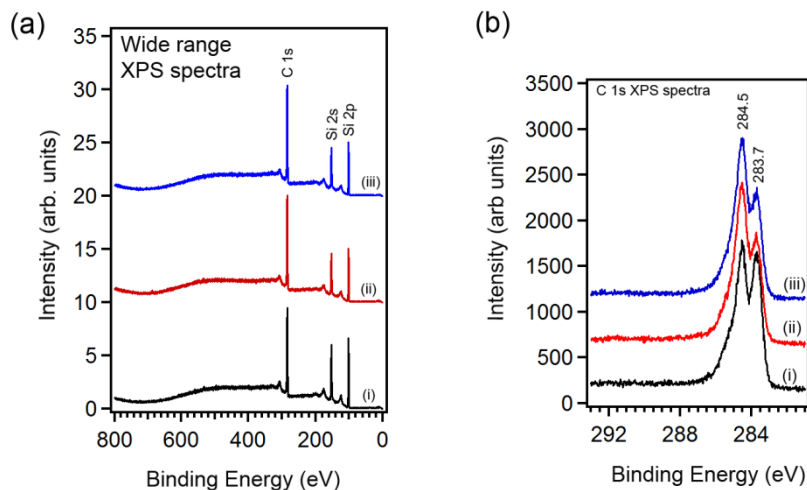 (a)
Wide range
XPS spectra
C 1s
Si 2s
Si 2p
(iii)
(ii)
(i)
35
30
25
20
15
10
5
0
Intensity (arb. units)
800 600 400 200 0
Binding Energy (eV)
(b)
C 1s XPS spectra
284.5
283.7
(iii)
(ii)
(i)
3500
3000
2500
2000
1500
1000
500
0
Intensity (arb units)
292 288 284
Binding Energy (eV)